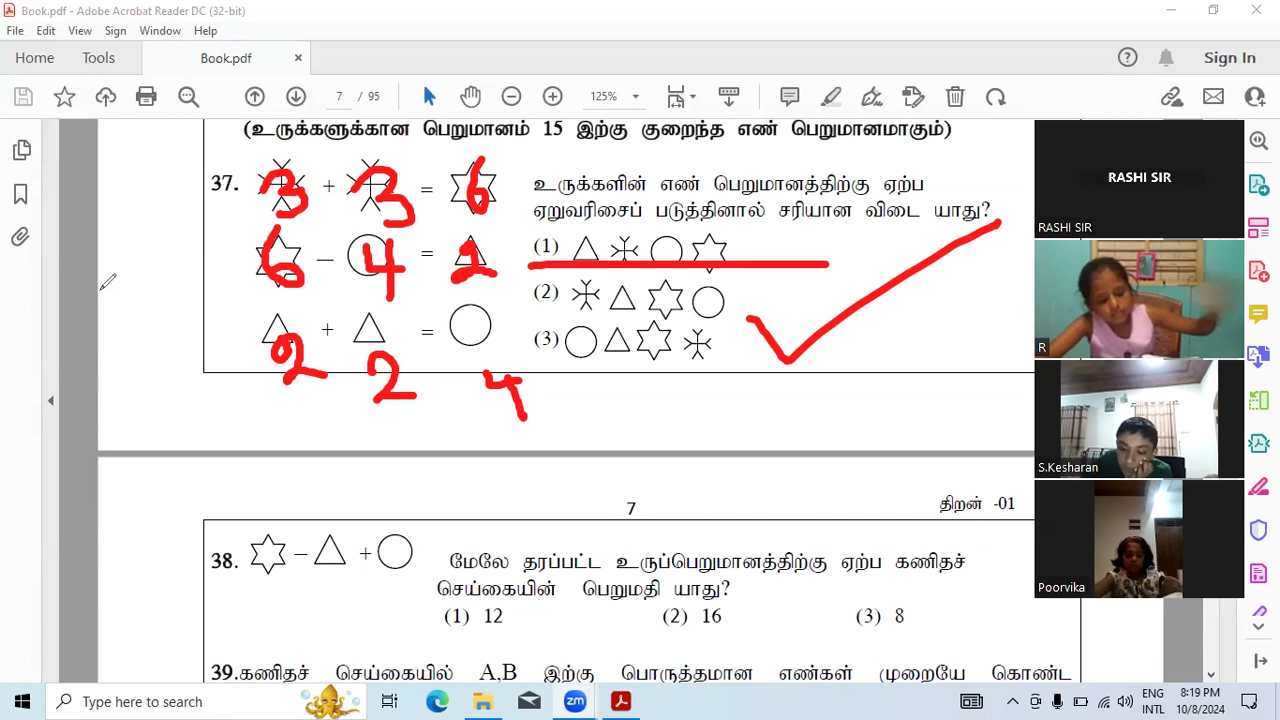 Book.pdf - Adobe Acrobat Reader DC (32-bit)
File Edit View Sign Window Help
Home Tools Book.pdf Sign In
7 / 95 125%
(உருக்களுக்கான பெறுமானம் 15 இற்கு குறைந்த எண் பெறுமானமாகும்)
37. 3 + 3 = 6
உருக்களின் எண் பெறுமானத்திற்கு ஏற்ப
ஏறுவரிசைப் படுத்தினால் சரியான விடை யாது?
6 – 4 = 2
(1)
(2)
+ =
(3)
2 2 4
7
திறன் -01
38. – +
மேலே தரப்பட்ட உருப்பெறுமானத்திற்கு ஏற்ப கணிதச்
செய்கையின் பெறுமதி யாது?
(1) 12 (2) 16 (3) 8
39.கணிதச் செய்கையில் A,B இற்கு பொருத்தமான எண்கள் முறையே கொண்ட
RASHI SIR
RASHI SIR
R
S.Kesharan
Poorvika
Type here to search
zm
ENG
INTL
8:19 PM
10/8/2024